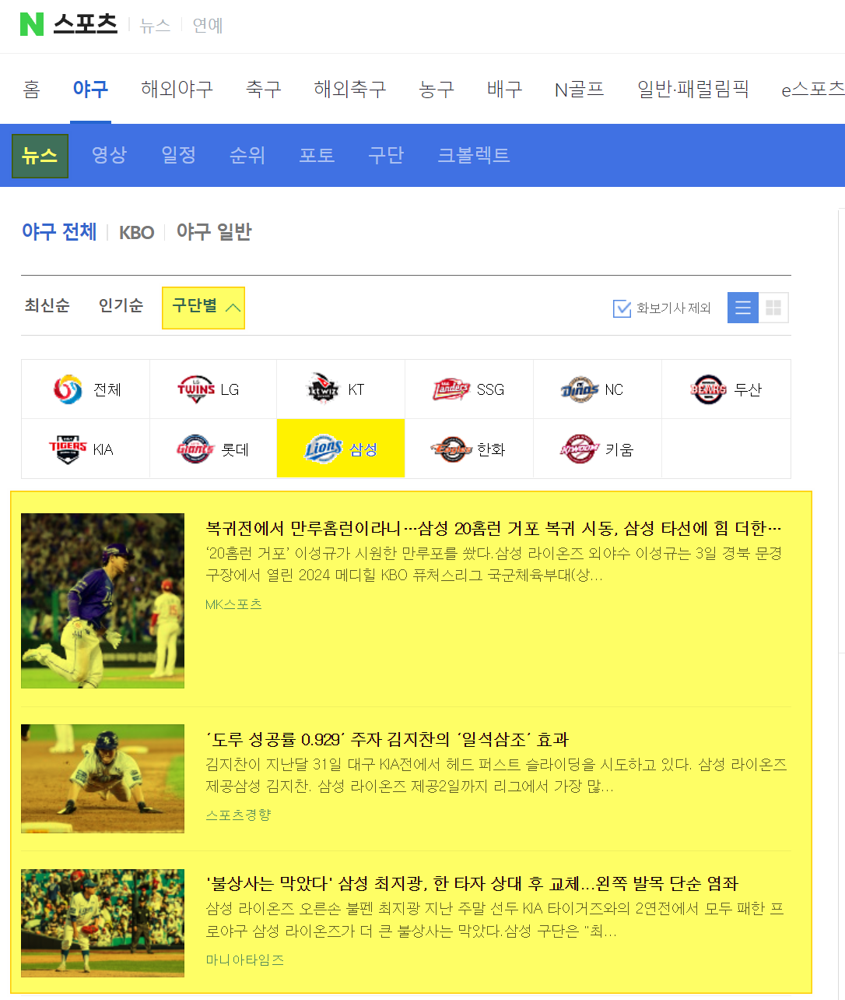 N 스포츠 뉴스 연예
홈 야구 해외야구 축구 해외축구 농구 배구 N골프 일반·패럴림픽 e스포츠
뉴스 영상 일정 순위 포토 구단 크볼렉트
야구 전체 KBO 야구 일반
최신순 인기순 구단별 화보기사 제외
전체 LG KT SSG NC 두산
KIA 롯데 삼성 한화 키움
복귀전에서 만루홈런이라니…삼성 20홈런 거포 복귀 시동, 삼성 타선에 힘 더한…
‘20홈런 거포’ 이성규가 시원한 만루포를 쐈다.삼성 라이온즈 외야수 이성규는 3일 경북 문경
구장에서 열린 2024 메디힐 KBO 퓨처스리그 국군체육부대(상...
MK스포츠
‘도루 성공률 0.929’ 주자 김지찬의 ‘일석삼조’ 효과
김지찬이 지난달 31일 대구 KIA전에서 헤드 퍼스트 슬라이딩을 시도하고 있다. 삼성 라이온즈
제공삼성 김지찬. 삼성 라이온즈 제공2일까지 리그에서 가장 많...
스포츠경향
'불상사는 막았다' 삼성 최지광, 한 타자 상대 후 교체...왼쪽 발목 단순 염좌
삼성 라이온즈 오른손 불펜 최지광 지난 주말 선두 KIA 타이거즈와의 2연전에서 모두 패한 프
로야구 삼성 라이온즈가 더 큰 불상사는 막았다.삼성 구단은 "최...
마니아타임즈